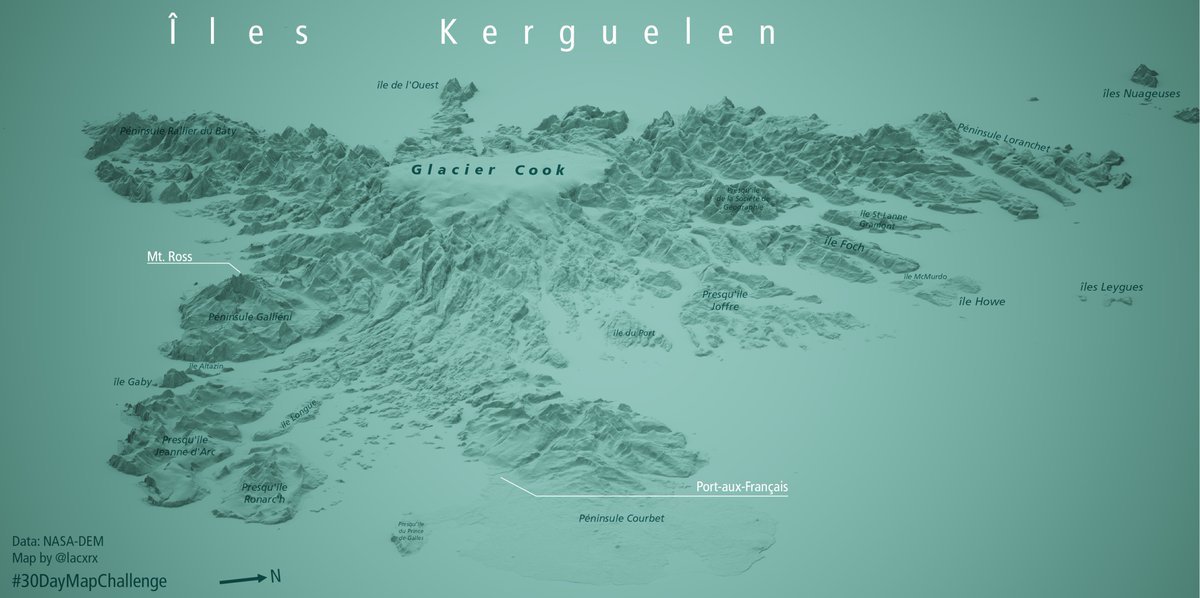 Îles Kerguelen
île de l'Ouest
îles Nuageuses
Péninsule Rallier du Baty
Péninsule Loranchet
Glacier Cook
Presqu'île
de la Société de
Géographie
île St-Lanne
Gramont
île Foch
Mt. Ross
île McMurdo
îles Leygues
Presqu'île
Joffre
île Howe
Péninsule Galliéni
île du Port
île Altazin
île Gaby
île Longue
Presqu'île
Jeanne d'Arc
Presqu'île
Ronarc'h
Port-aux-Français
Péninsule Courbet
Presqu'île
du Prince
de Galles
Data: NASA-DEM
Map by @lacxrx
#30DayMapChallenge
N